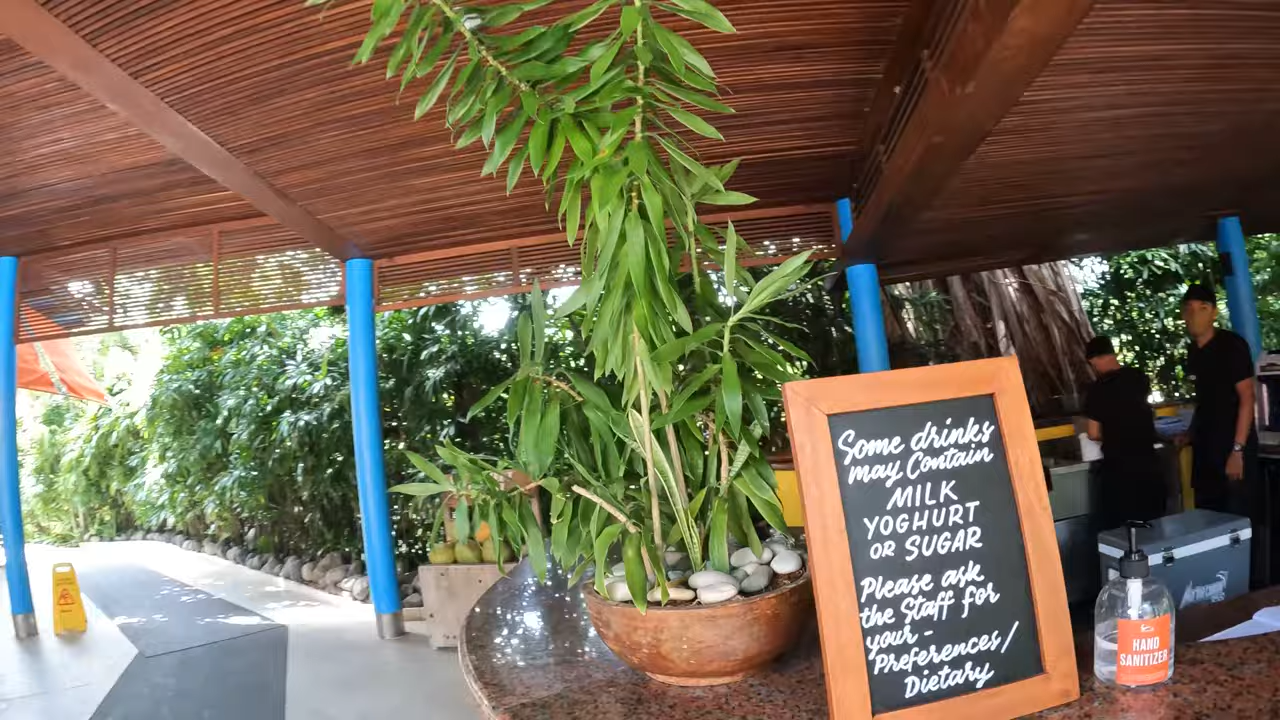 Some drinks
may Contain
MILK
YOGHURT
OR SUGAR
Please ask
the Staff for
your -
Preferences/
Dietary
HAND
SANITIZER